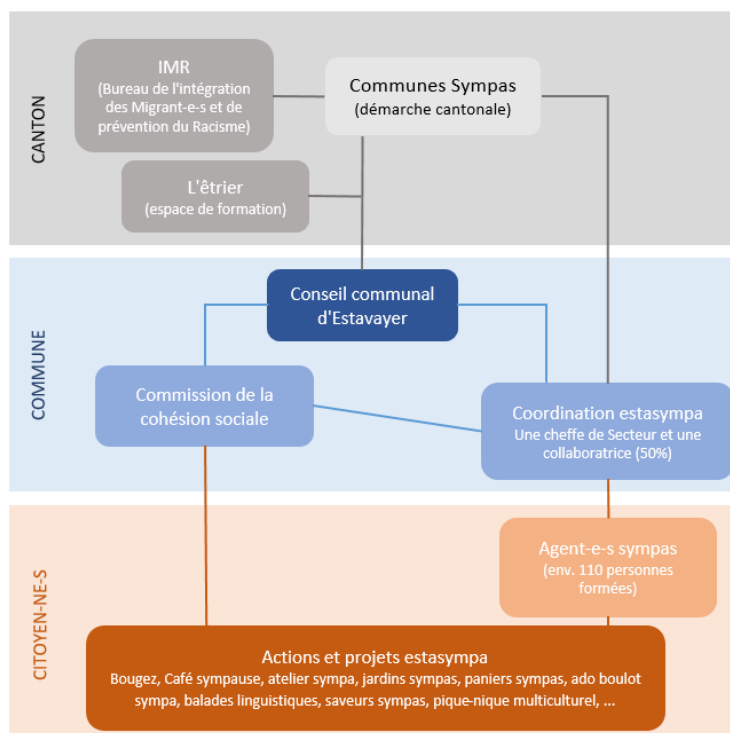 CANTON
IMR
(Bureau de l'intégration
des Migrant-e-s et de
prévention du Racisme)
Communes Sympas
(démarche cantonale)
L'êtrier
(espace de formation)
COMMUNE
Conseil communal
d'Estavayer
Commission de la
cohésion sociale
Coordination estasympa
Une cheffe de Secteur et une
collaboratrice (50%)
CITOYEN-NE-S
Agent-e-s sympas
(env. 110 personnes
formées)
Actions et projets estasympa
Bougez, Café sympause, atelier sympa, jardins sympas, paniers sympas, ado boulot
sympa, balades linguistiques, saveurs sympas, pique-nique multiculturel, ...